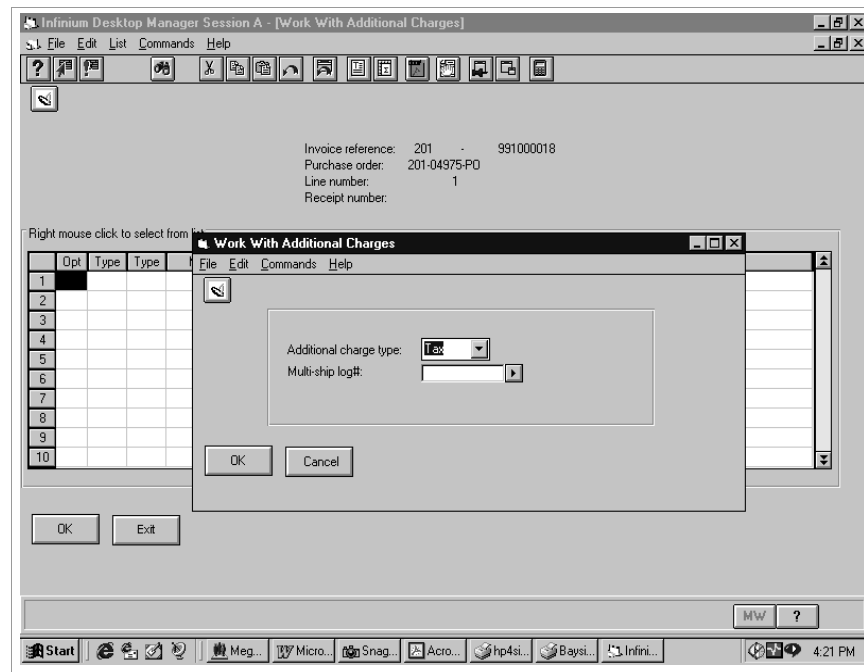 Infinium Desktop Manager Session A - [Work With Additional Charges]
File Edit List Commands Help
Invoice reference: 201 - 991000018
Purchase order: 201-04975-PO
Line number: 1
Receipt number:
Right mouse click to select from
Work With Additional Charges
Opt Type Type
File Edit Commands Help
1
2
3
4
5
6
7
8
9
10
Additional charge type: Tax
Multi-ship log#:
OK Cancel
OK Exit
MW ?
Start Meg... Micro... Snag... Acro... hp4si... Baysi... Infini... 4:21 PM